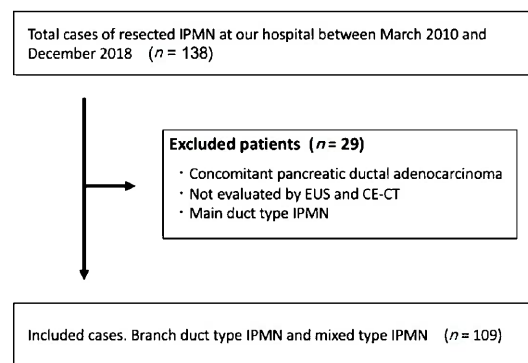 Total cases of resected IPMN at our hospital between March 2010 and
December 2018 (n = 138)
Excluded patients (n = 29)
・Concomitant pancreatic ductal adenocarcinoma
・Not evaluated by EUS and CE-CT
・Main duct type IPMN
Included cases. Branch duct type IPMN and mixed type IPMN (n = 109)